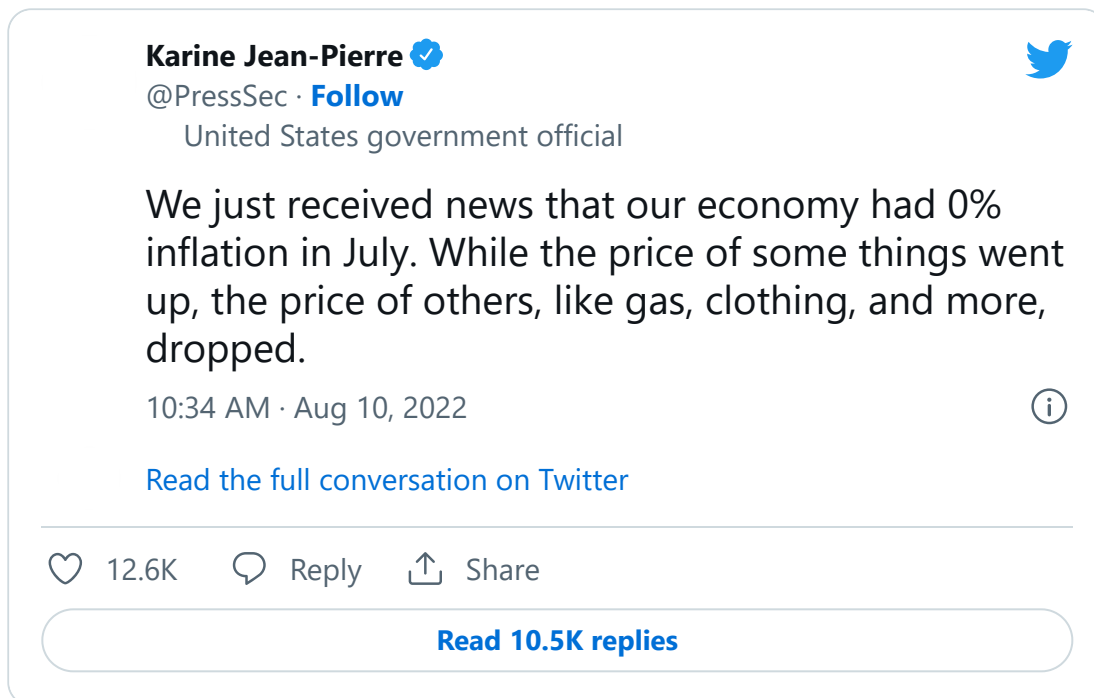 Karine Jean-Pierre
@PressSec · Follow
United States government official
We just received news that our economy had 0%
inflation in July. While the price of some things went
up, the price of others, like gas, clothing, and more,
dropped.
10:34 AM · Aug 10, 2022
Read the full conversation on Twitter
12.6K Reply Share
Read 10.5K replies